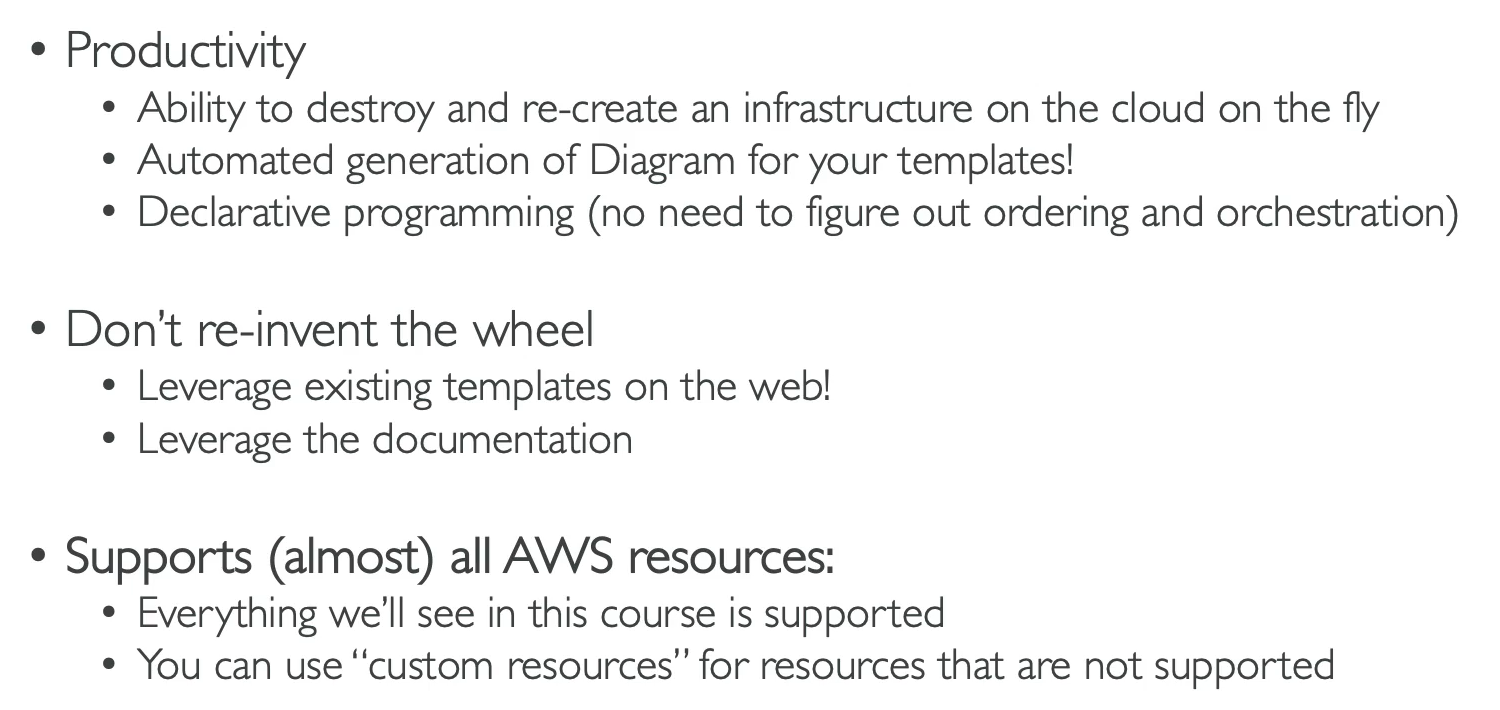 • Productivity
• Ability to destroy and re-create an infrastructure on the cloud on the fly
• Automated generation of Diagram for your templates!
• Declarative programming (no need to figure out ordering and orchestration)
• Don’t re-invent the wheel
• Leverage existing templates on the web!
• Leverage the documentation
• Supports (almost) all AWS resources:
• Everything we’ll see in this course is supported
• You can use “custom resources” for resources that are not supported